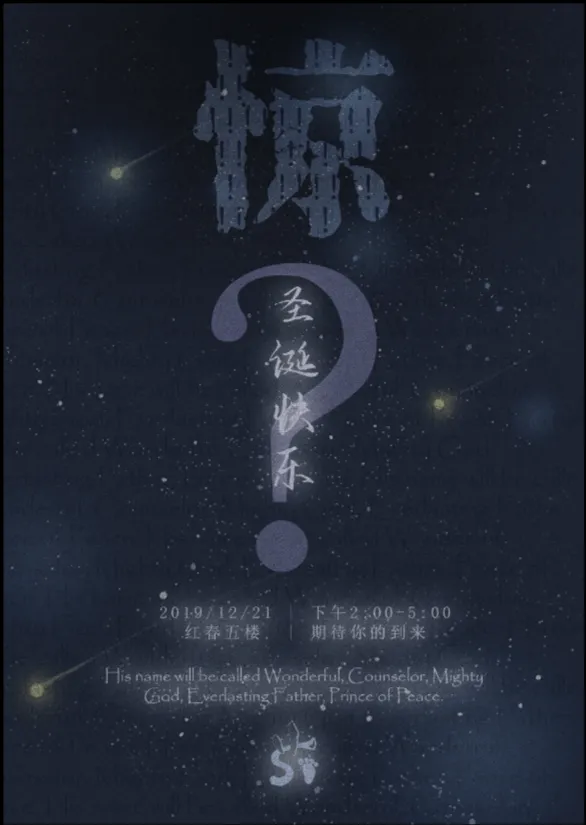 惊
?
圣诞快乐
2019/12/21 | 下午2:00-5:00
红春五楼 | 期待你的到来
His name will be called Wonderful, Counselor, Mighty
God, Everlasting Father, Prince of Peace.